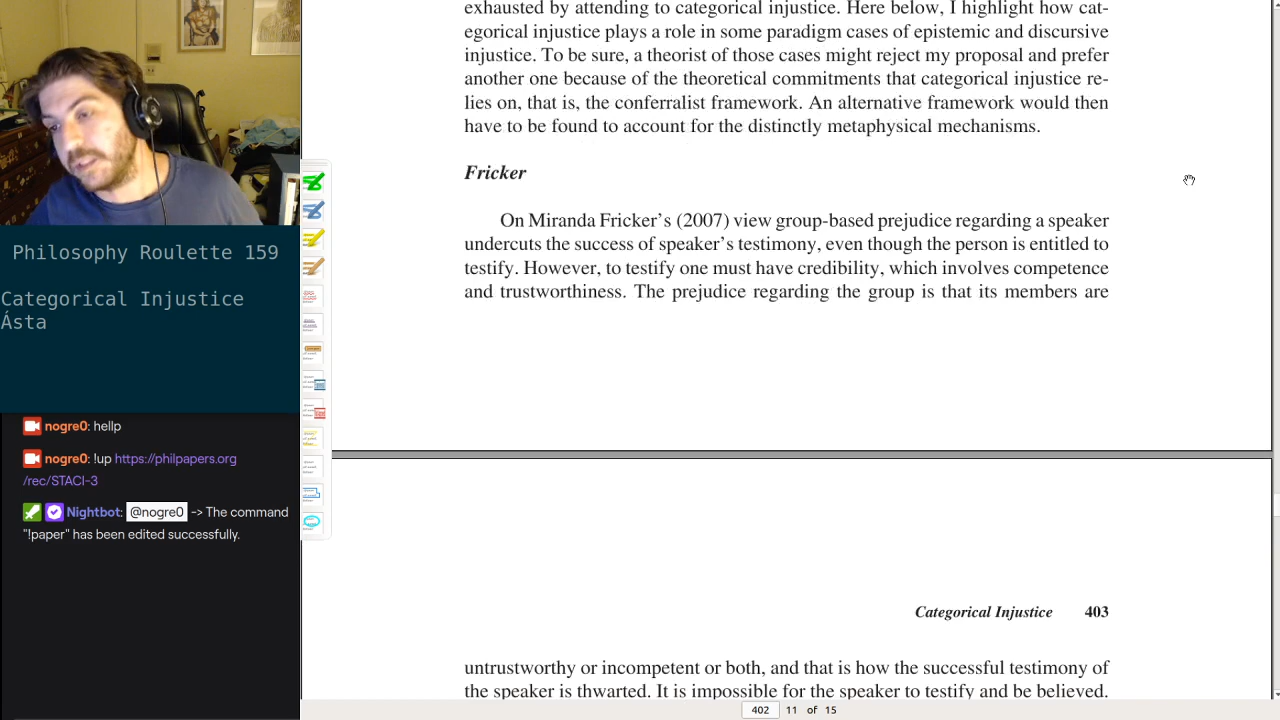 Philosophy Roulette 159
Categorical Injustice
Ásta
nogre0: hellp
nogre0: !up https://philpapers.org
/rec/STACI-3
Nightbot: @nogre0 -> The command
"!paper" has been edited successfully.
exhausted by attending to categorical injustice. Here below, I highlight how cat-
egorical injustice plays a role in some paradigm cases of epistemic and discursive
injustice. To be sure, a theorist of those cases might reject my proposal and prefer
another one because of the theoretical commitments that categorical injustice re-
lies on, that is, the conferralist framework. An alternative framework would then
have to be found to account for the distinctly metaphysical mechanisms.
Fricker
On Miranda Fricker's (2007) view group-based prejudice regarding a speaker
undercuts the success of speaker's testimony, even though the person is entitled to
testify. However, to testify one must have credibility, which involves competence
and trustworthiness. The prejudice regarding a group is that its members are
Categorical Injustice 403
untrustworthy or incompetent or both, and that is how the successful testimony of
the speaker is thwarted. It is impossible for the speaker to testify and be believed.
402 11 of 15